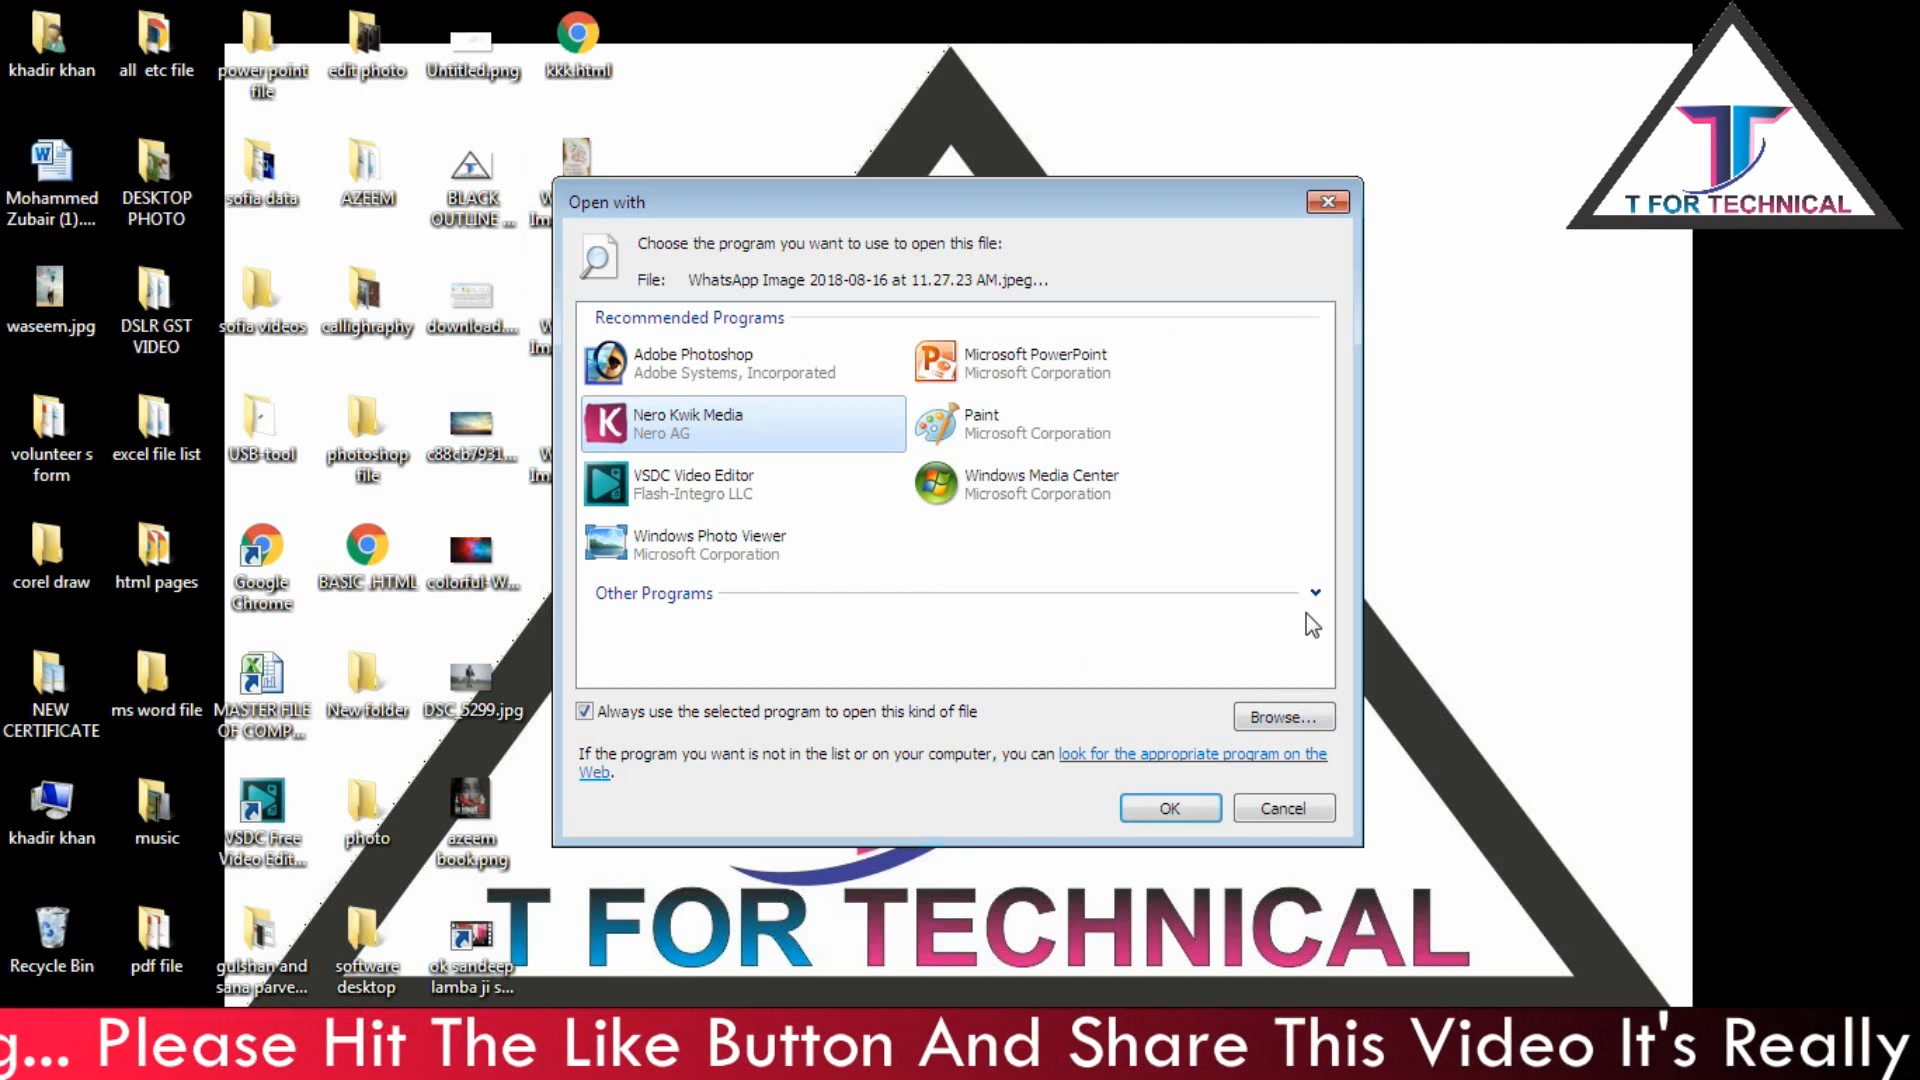 khadir khan
all etc file
power point
file
edit photo
Untitled.png
kkk.html
Mohammed
Zubair (1)....
DESKTOP
PHOTO
sofia data
AZEEM
BLACK
OUTLINE ...
waseem.jpg
DSLR GST
VIDEO
sofia videos
callighraphy
download....
volunteer s
form
excel file list
USB-tool
photoshop
file
c88cb7931...
corel draw
html pages
Google
Chrome
BASIC .HTML
colorful-W...
NEW
CERTIFICATE
ms word file
MASTER FILE
OF COMP...
New folder
DSC_5299.jpg
khadir khan
music
VSDC Free
Video Edit...
photo
azeem
book.png
Recycle Bin
pdf file
gulshan and
sana parve...
software
desktop
ok sandeep
lamba ji s...
Open with
Choose the program you want to use to open this file:
File: WhatsApp Image 2018-08-16 at 11.27.23 AM.jpeg...
Recommended Programs
Adobe Photoshop
Adobe Systems, Incorporated
Microsoft PowerPoint
Microsoft Corporation
Nero Kwik Media
Nero AG
Paint
Microsoft Corporation
VSDC Video Editor
Flash-Integro LLC
Windows Media Center
Microsoft Corporation
Windows Photo Viewer
Microsoft Corporation
Other Programs
Always use the selected program to open this kind of file
Browse...
If the program you want is not in the list or on your computer, you can look for the appropriate program on the
Web.
OK
Cancel
T FOR TECHNICAL
T FOR TECHNICAL
g... Please Hit The Like Button And Share This Video It's Really